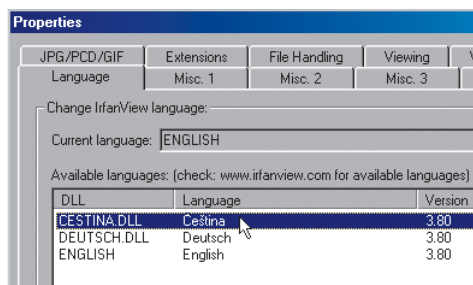 Properties
JPG/PCD/GIF Extensions File Handling Viewing
Language Misc. 1 Misc. 2 Misc. 3
Change IrfanView language:
Current language: ENGLISH
Available languages: (check: www.irfanview.com for available languages)
DLL Language Version
CESTINA.DLL Čeština 3.80
DEUTSCH.DLL Deutsch 3.80
ENGLISH English 3.80